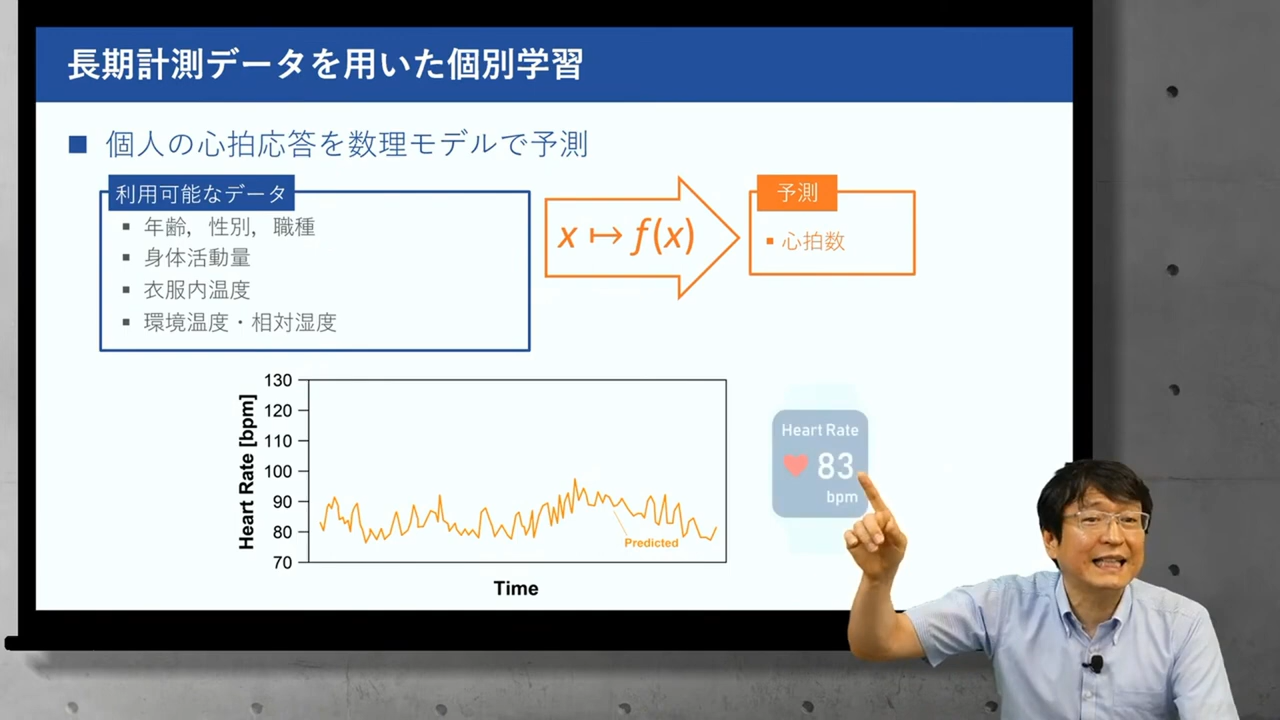 長期計測データを用いた個別学習
■ 個人の心拍応答を数理モデルで予測
利用可能なデータ
▪ 年齢，性別，職種
▪ 身体活動量
▪ 衣服内温度
▪ 環境温度・相対湿度
x ↦ f(x)
予測
▪ 心拍数
Heart Rate [bpm]
130
120
110
100
90
80
70
Predicted
Time
Heart Rate
83
bpm